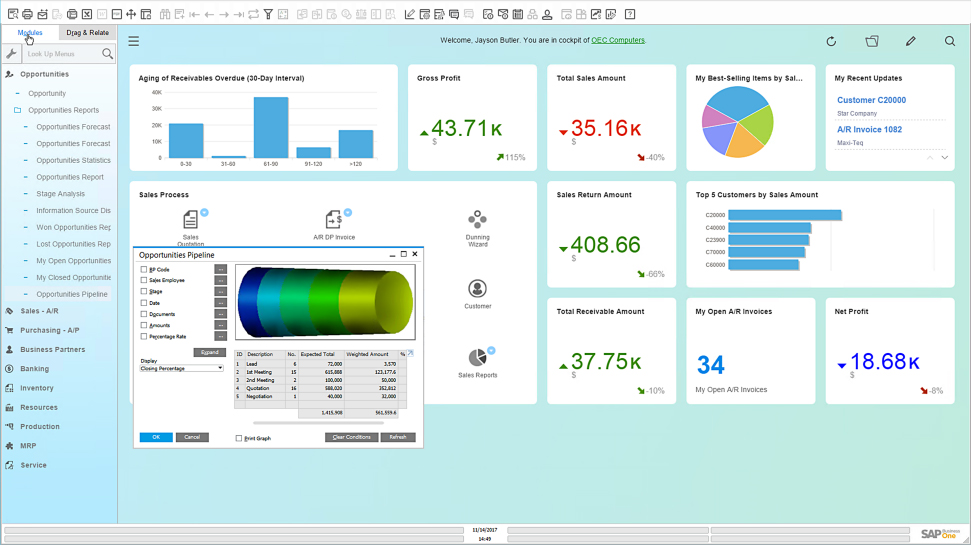 Modules
Drag & Relate
Look Up Menus
Opportunities
Opportunity
Opportunities Reports
Opportunities Forecast
Opportunities Forecast
Opportunities Statistics
Opportunities Report
Stage Analysis
Information Source Dis
Won Opportunities Rep
Lost Opportunities Rep
My Open Opportunities
My Closed Opportunitie
Opportunities Pipeline
Sales - A/R
Purchasing - A/P
Business Partners
Banking
Inventory
Resources
Production
MRP
Service
Welcome, Jayson Butler. You are in cockpit of OEC Computers.
Aging of Receivables Overdue (30-Day Interval)
40K
30K
20K
10K
0
0-30 31-60 61-90 91-120 >120
Gross Profit
43.71K
$
115%
Total Sales Amount
35.16K
$
-40%
My Best-Selling Items by Sal...
My Recent Updates
Customer C20000
Star Company
A/R Invoice 1082
Maxi-Teq
Sales Process
Sales
Quotation
A/R DP Invoice
Dunning
Wizard
Customer
Sales Reports
Sales Return Amount
408.66
$
-66%
Top 5 Customers by Sales Amount
C20000
C40000
C23900
C70000
C60000
Total Receivable Amount
37.75K
$
-10%
My Open A/R Invoices
34
My Open A/R Invoices
Net Profit
18.68K
$
-8%
Opportunities Pipeline
BP Code ...
Sales Employee ...
Stage ...
Date ...
Documents ...
Amounts ...
Percentage Rate ...
Expand
Display
Closing Percentage
ID Description No. Expected Total Weighted Amount %
1 Lead 6 72,000 3,570
2 1st Meeting 15 615,888 123,177.6
3 2nd Meeting 2 100,000 50,000
4 Quotation 16 588,020 352,812
5 Negotiation 1 40,000 32,000
1,415,908 561,559.6
OK
Cancel
Print Graph
Clear Conditions
Refresh
11/14/2017
14:49
SAP Business One